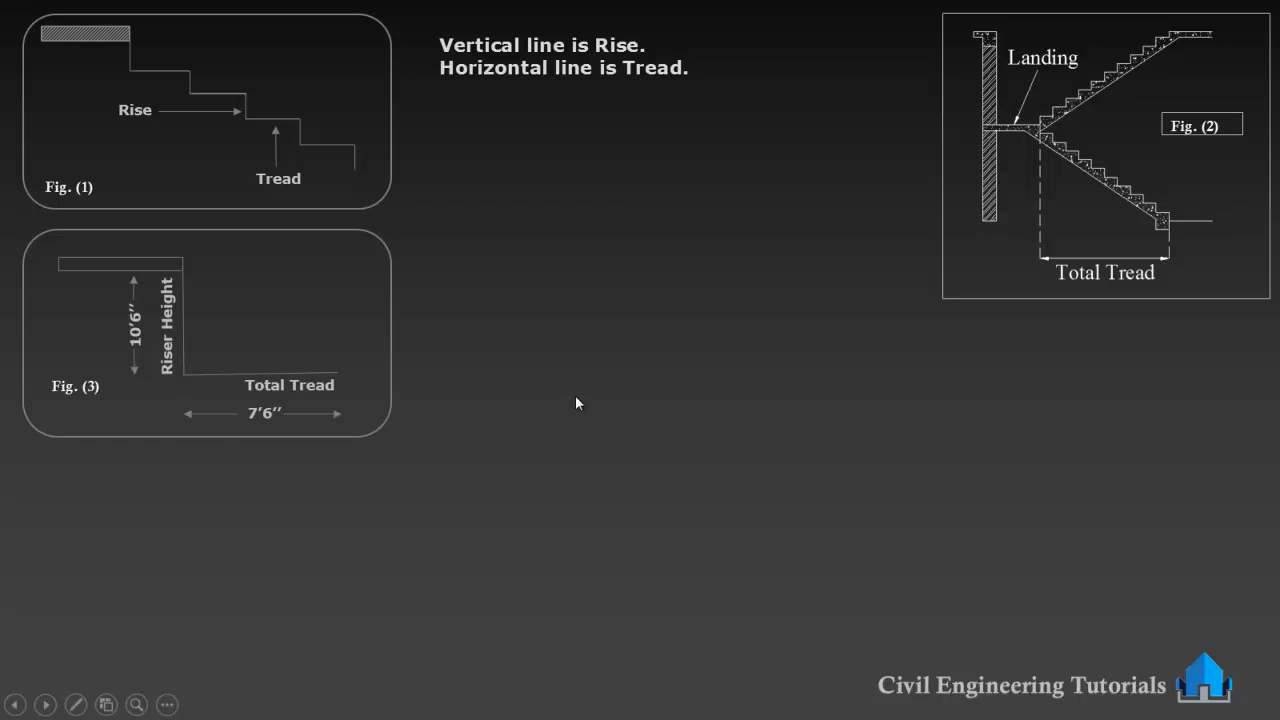 Vertical line is Rise.
Horizontal line is Tread.
Rise
Tread
Fig. (1)
Landing
Fig. (2)
Total Tread
10’6’’
Riser Height
Fig. (3)
Total Tread
7’6’’
Civil Engineering Tutorials